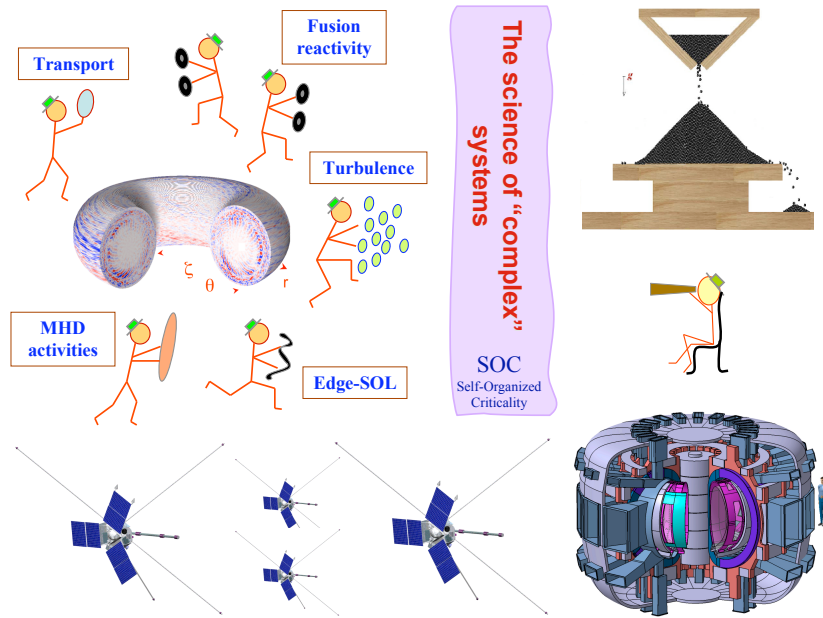 Fusion
reactivity
Transport
Turbulence
ζ
θ
r
MHD
activities
Edge-SOL
The science of “complex”
systems
SOC
Self-Organized
Criticality
g